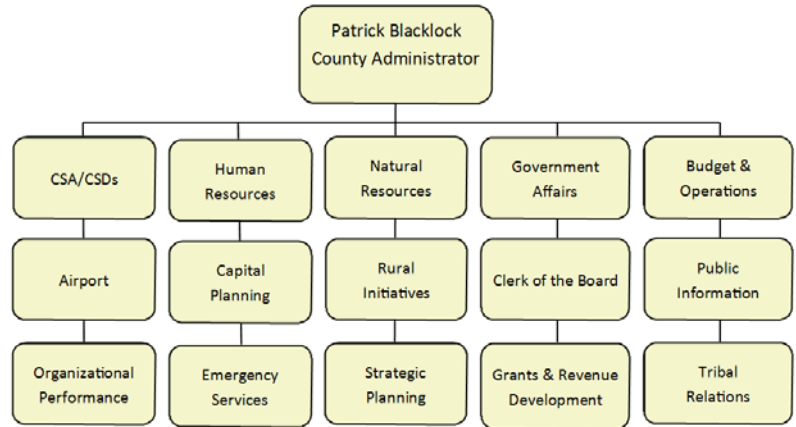 Patrick Blacklock
County Administrator
CSA/CSDs
Human
Resources
Natural
Resources
Government
Affairs
Budget &
Operations
Airport
Capital
Planning
Rural
Initiatives
Clerk of the Board
Public
Information
Organizational
Performance
Emergency
Services
Strategic
Planning
Grants & Revenue
Development
Tribal
Relations